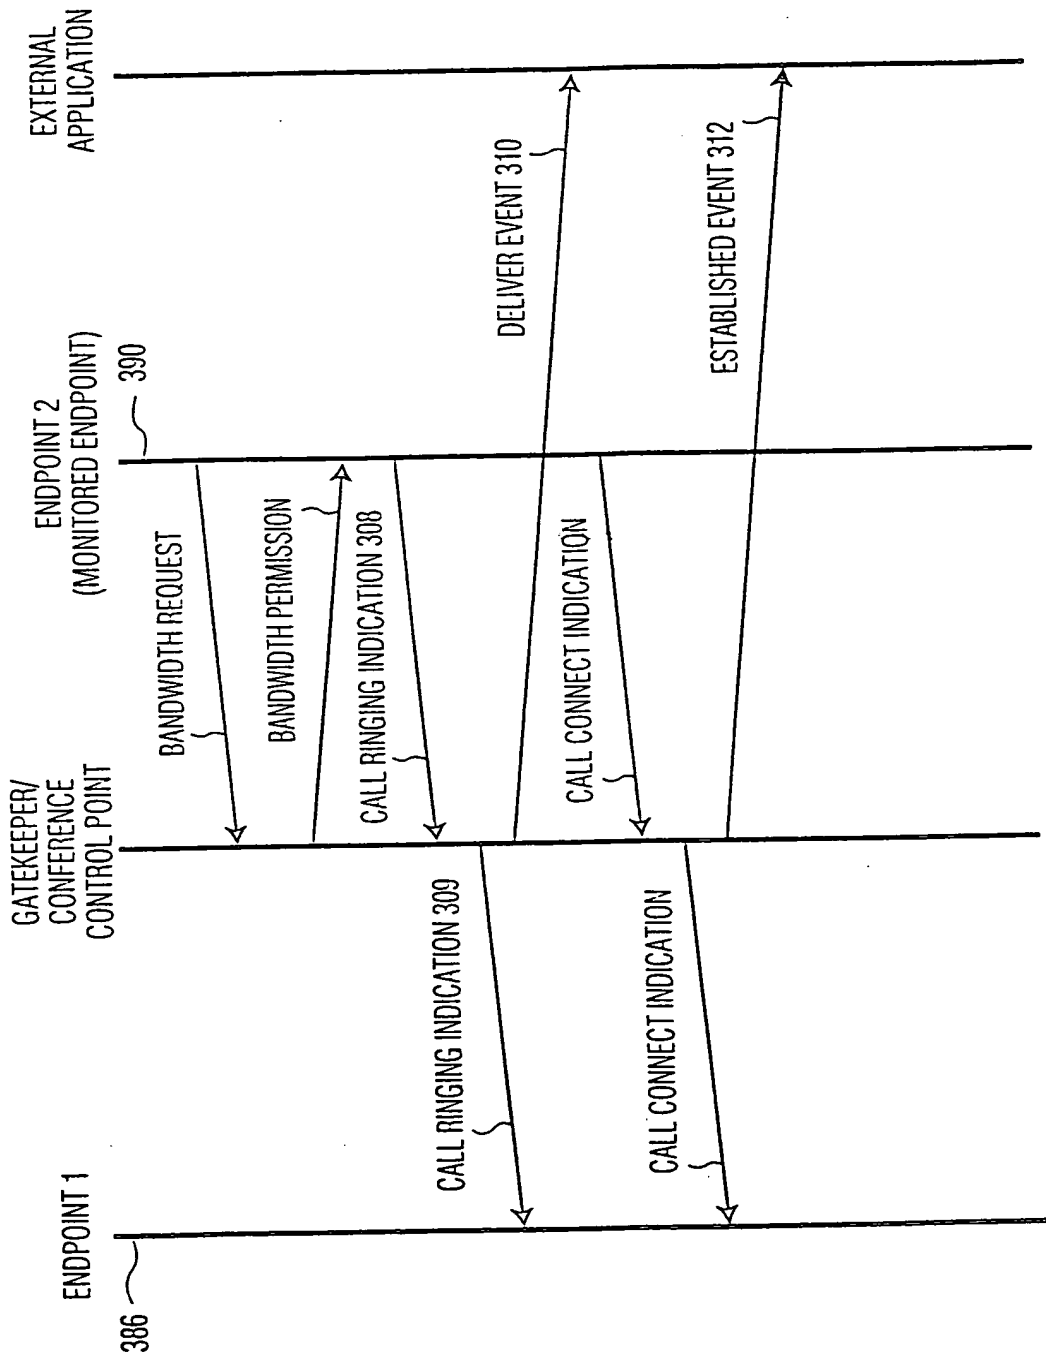 ENDPOINT 1
386
GATEKEEPER/
CONFERENCE
CONTROL POINT
ENDPOINT 2
(MONITORED ENDPOINT)
390
EXTERNAL
APPLICATION
BANDWIDTH REQUEST
BANDWIDTH PERMISSION
CALL RINGING INDICATION 308
CALL RINGING INDICATION 309
DELIVER EVENT 310
CALL CONNECT INDICATION
CALL CONNECT INDICATION
ESTABLISHED EVENT 312